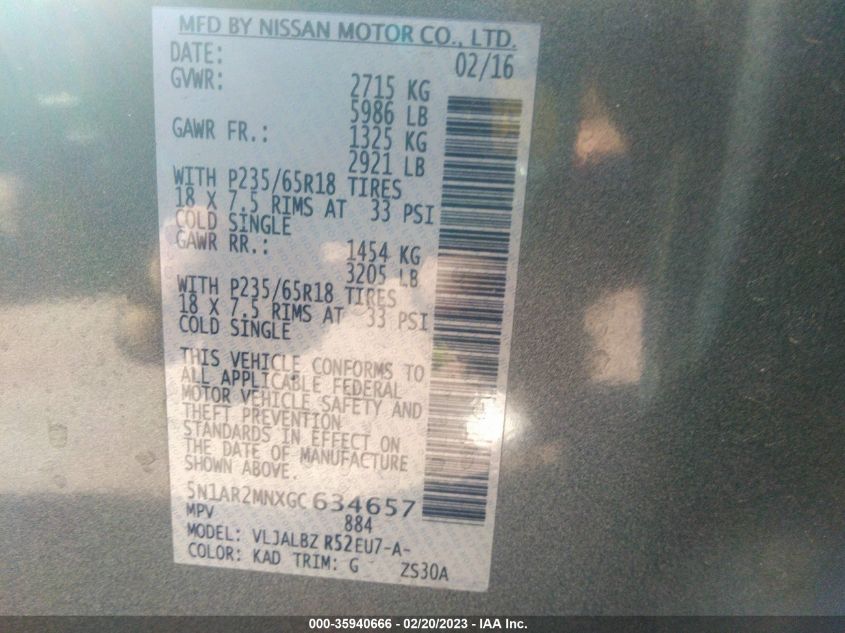 MFD BY NISSAN MOTOR CO., LTD.
DATE: 02/16
GVWR: 2715 KG
5986 LB
GAWR FR.: 1325 KG
2921 LB
WITH P235/65R18 TIRES
18 X 7.5 RIMS AT 33 PSI
COLD SINGLE
GAWR RR.: 1454 KG
3205 LB
WITH P235/65R18 TIRES
18 X 7.5 RIMS AT 33 PSI
COLD SINGLE
THIS VEHICLE CONFORMS TO
ALL APPLICABLE FEDERAL
MOTOR VEHICLE SAFETY AND
THEFT PREVENTION
STANDARDS IN EFFECT ON
THE DATE OF MANUFACTURE
SHOWN ABOVE.
5N1AR2MNXGC634657
MPV 884
MODEL: VLJALBZ R52EU7-A-
COLOR: KAD TRIM: G ZS30A
000-35940666 - 02/20/2023 - IAA Inc.